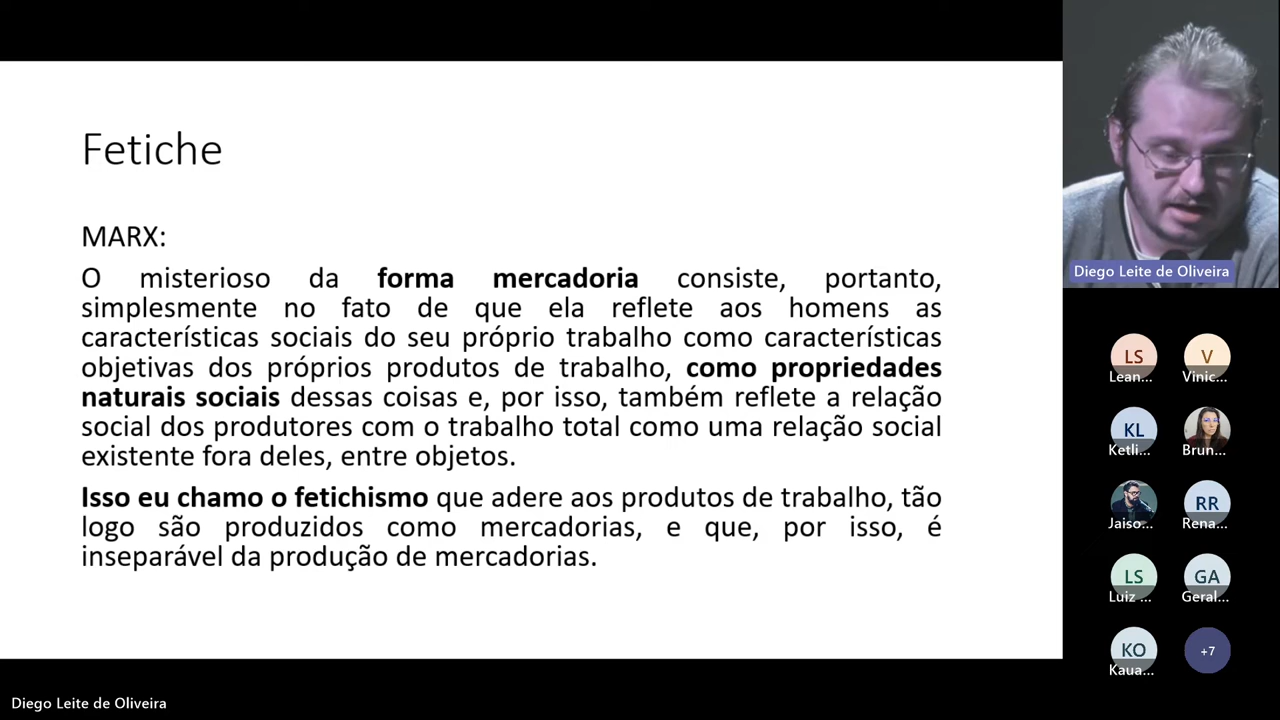 Fetiche
MARX:
O misterioso da forma mercadoria consiste, portanto,
simplesmente no fato de que ela reflete aos homens as
características sociais do seu próprio trabalho como características
objetivas dos próprios produtos de trabalho, como propriedades
naturais sociais dessas coisas e, por isso, também reflete a relação
social dos produtores com o trabalho total como uma relação social
existente fora deles, entre objetos.
Isso eu chamo o fetichismo que adere aos produtos de trabalho, tão
logo são produzidos como mercadorias, e que, por isso, é
inseparável da produção de mercadorias.
Diego Leite de Oliveira
LS V
Lean... Vinic...
KL
Ketli... Brun...
RR
Jaiso... Rena...
LS GA
Luiz ... Geral...
KO +7
Kaua...
Diego Leite de Oliveira